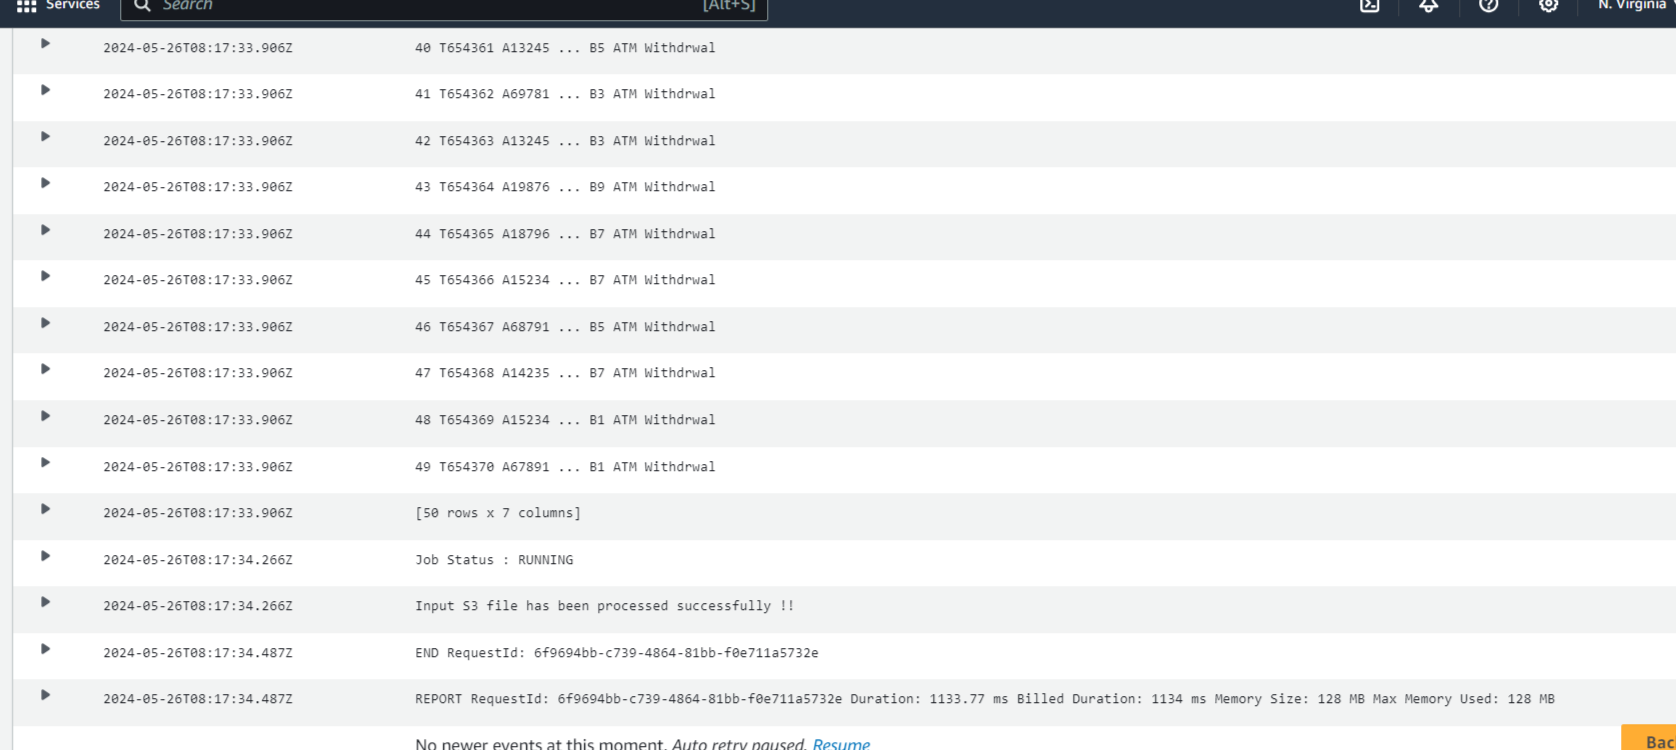 Services Search [Alt+S] N. Virginia
2024-05-26T08:17:33.906Z 40 T654361 A13245 ... B5 ATM Withdrwal
2024-05-26T08:17:33.906Z 41 T654362 A69781 ... B3 ATM Withdrwal
2024-05-26T08:17:33.906Z 42 T654363 A13245 ... B3 ATM Withdrwal
2024-05-26T08:17:33.906Z 43 T654364 A19876 ... B9 ATM Withdrwal
2024-05-26T08:17:33.906Z 44 T654365 A18796 ... B7 ATM Withdrwal
2024-05-26T08:17:33.906Z 45 T654366 A15234 ... B7 ATM Withdrwal
2024-05-26T08:17:33.906Z 46 T654367 A68791 ... B5 ATM Withdrwal
2024-05-26T08:17:33.906Z 47 T654368 A14235 ... B7 ATM Withdrwal
2024-05-26T08:17:33.906Z 48 T654369 A15234 ... B1 ATM Withdrwal
2024-05-26T08:17:33.906Z 49 T654370 A67891 ... B1 ATM Withdrwal
2024-05-26T08:17:33.906Z [50 rows x 7 columns]
2024-05-26T08:17:34.266Z Job Status : RUNNING
2024-05-26T08:17:34.266Z Input S3 file has been processed successfully !!
2024-05-26T08:17:34.487Z END RequestId: 6f9694bb-c739-4864-81bb-f0e711a5732e
2024-05-26T08:17:34.487Z REPORT RequestId: 6f9694bb-c739-4864-81bb-f0e711a5732e Duration: 1133.77 ms Billed Duration: 1134 ms Memory Size: 128 MB Max Memory Used: 128 MB
No newer events at this moment. Auto retry paused. Resume
Bac